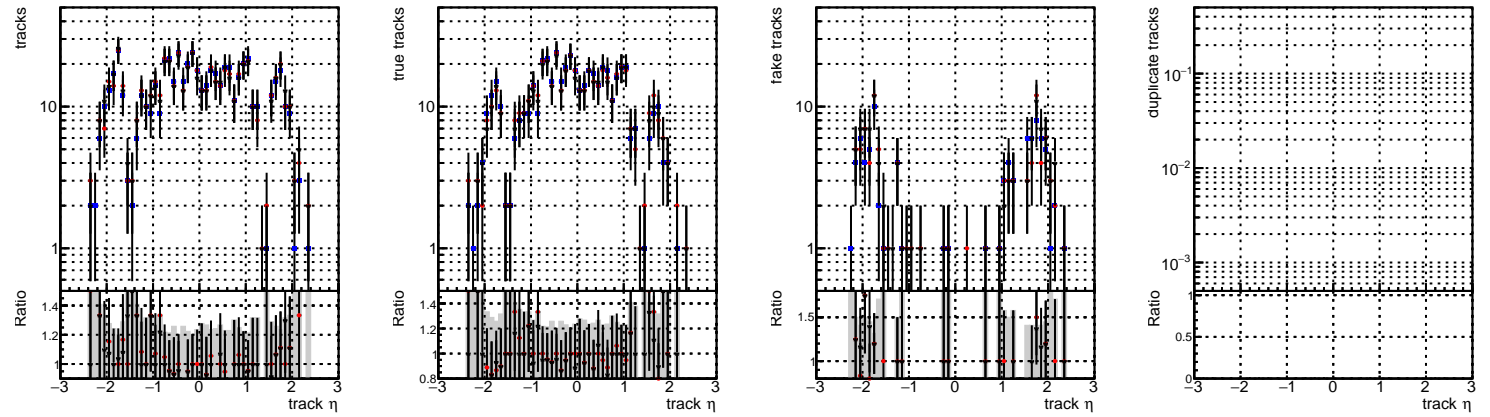 tracks
10
1
Ratio
1.4
1.2
1
−3 −2 −1 0 1 2 3
track η
true tracks
10
1
Ratio
1.4
1.2
1
0.8
−3 −2 −1 0 1 2 3
track η
fake tracks
10
1
Ratio
1.5
1
−3 −2 −1 0 1 2 3
track η
duplicate tracks
10⁻¹
10⁻²
10⁻³
Ratio
1
0.5
0
−3 −2 −1 0 1 2 3
track η